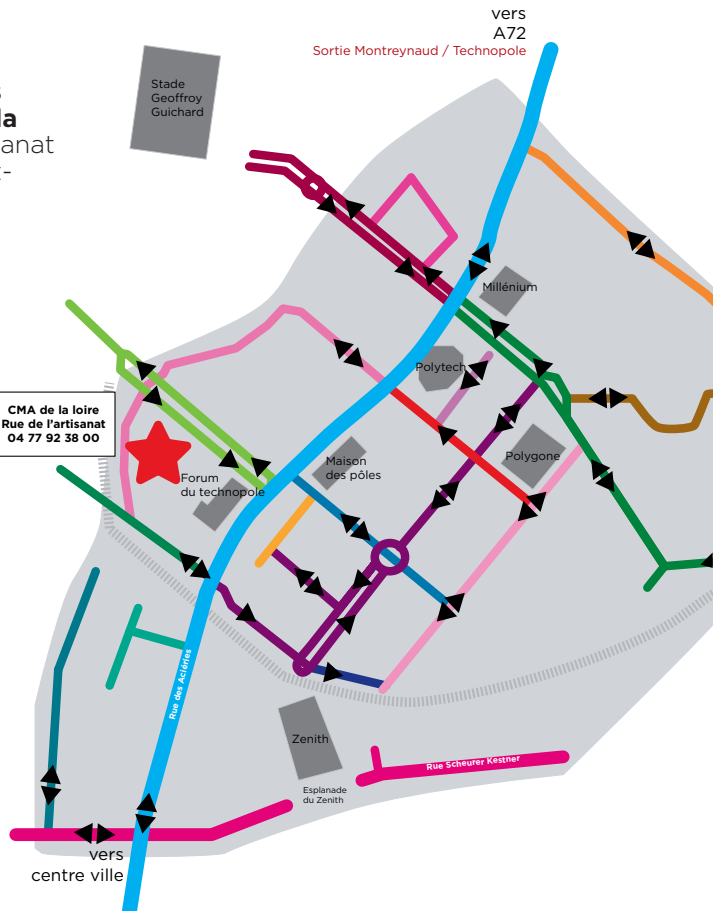 vers
A72
Sortie Montreynaud / Technopole
Stade
Geoffroy
Guichard
la
Millénium
Polytech
CMA de la loire
Rue de l'artisanat
04 77 92 38 00
Polygone
Maison
des pôles
Forum
du technopole
Rue des Aciéries
Zenith
Rue Scheurer Kestner
Esplanade
du Zenith
vers
centre ville